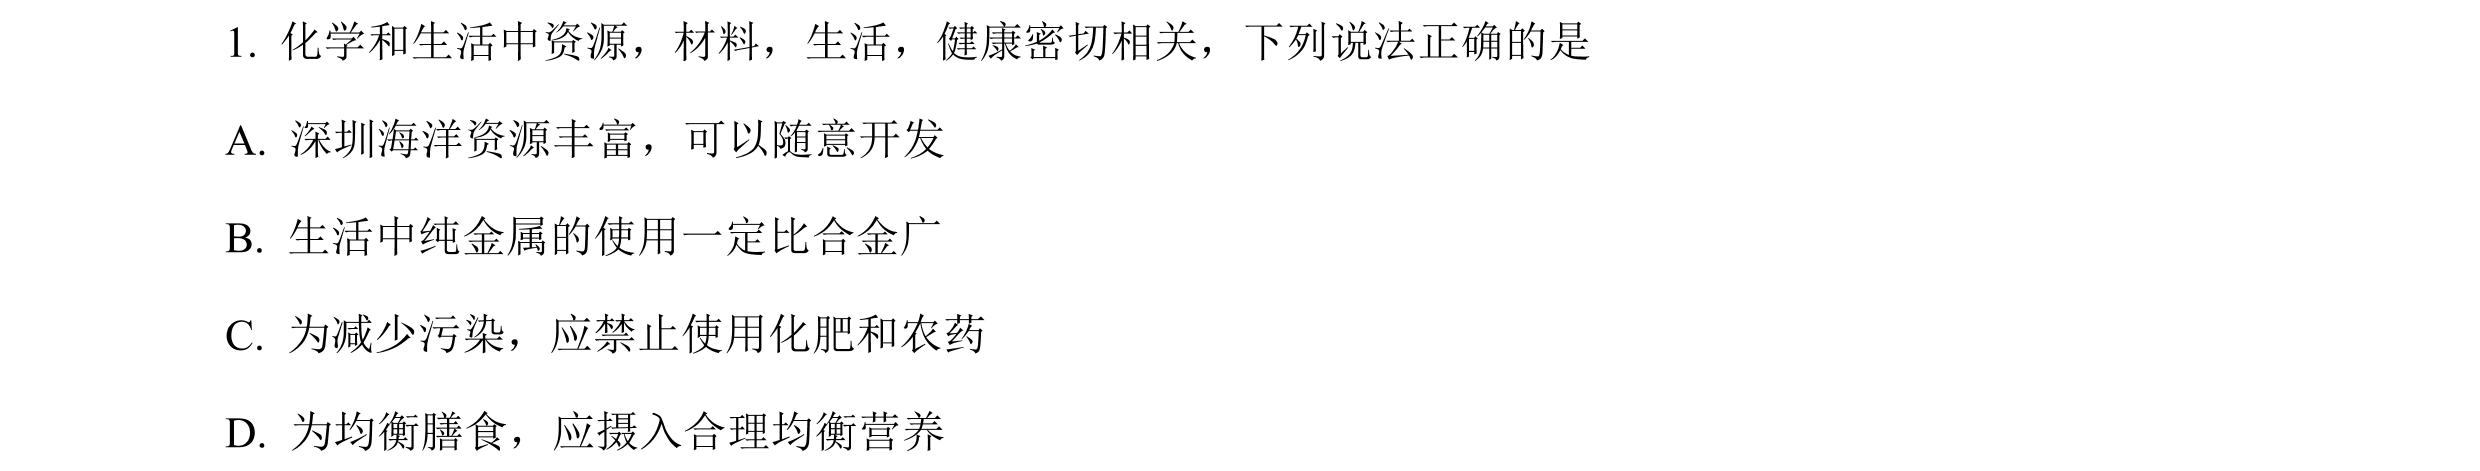 1. 化学和生活中资源，材料，生活，健康密切相关，下列说法正确的是
A. 深圳海洋资源丰富，可以随意开发
B. 生活中纯金属的使用一定比合金广
C. 为减少污染，应禁止使用化肥和农药
D. 为均衡膳食，应摄入合理均衡营养